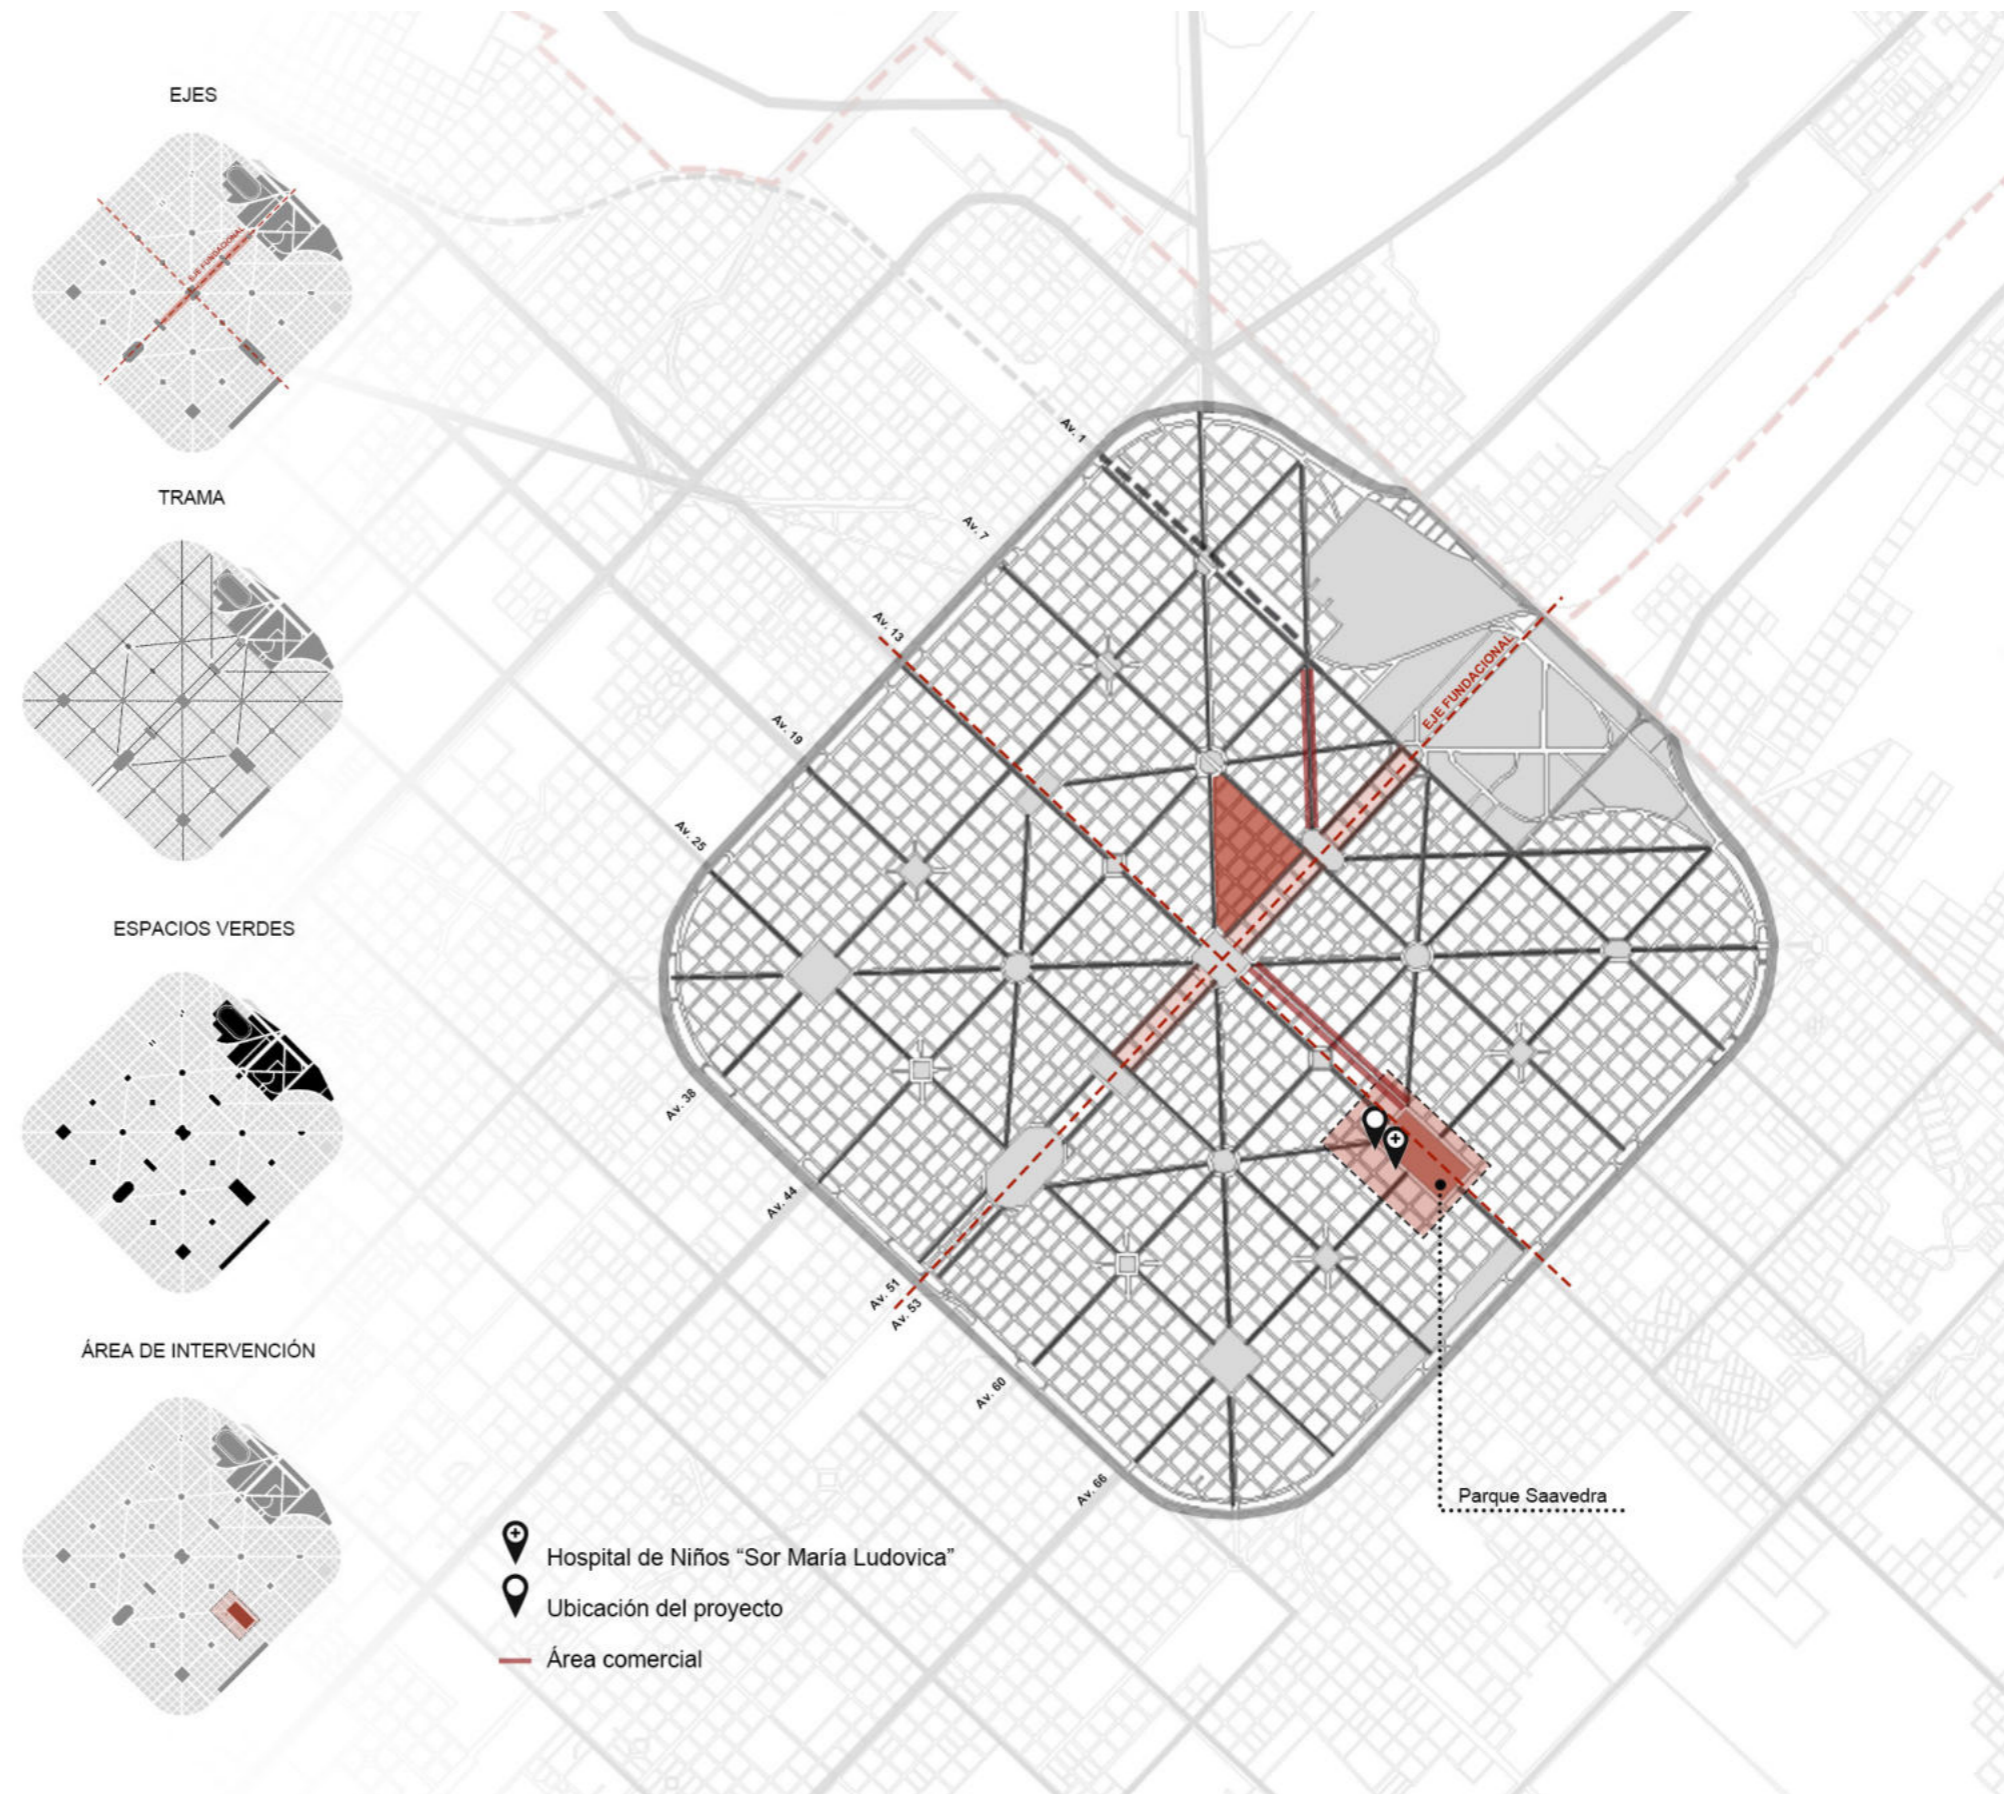 EJES
EJE FUNDACIONAL
TRAMA
ESPACIOS VERDES
ÁREA DE INTERVENCIÓN
Av. 1
Av. 7
Av. 13
Av. 19
Av. 25
Av. 38
Av. 44
Av. 51
Av. 53
Av. 60
Av. 66
EJE FUNDACIONAL
Parque Saavedra
Hospital de Niños “Sor María Ludovica”
Ubicación del proyecto
Área comercial